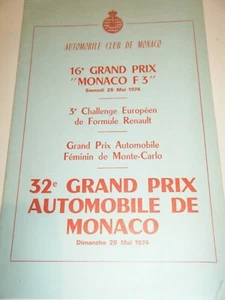 AUTOMOBILE CLUB DE MONACO
16e GRAND PRIX
"MONACO F 3"
Samedi 25 Mai 1974
3e Challenge Européen
de Formule Renault
Grand Prix Automobile
Féminin de Monte-Carlo
32e GRAND PRIX
AUTOMOBILE DE
MONACO
Dimanche 26 Mai 1974